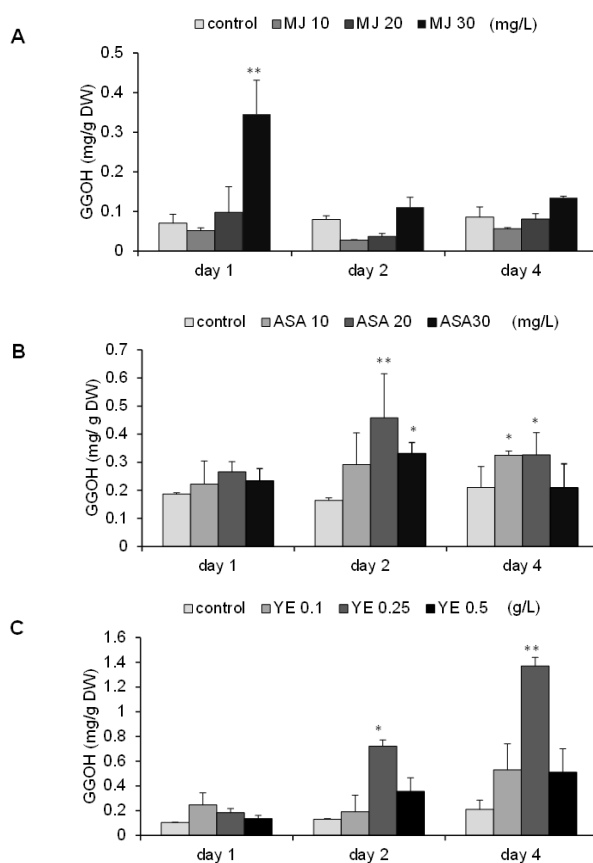 A
control MJ 10 MJ 20 MJ 30 (mg/L)
GGOH (mg/g DW)
0.5
0.4
0.3
0.2
0.1
0
**
day 1 day 2 day 4
B
control ASA 10 ASA 20 ASA30 (mg/L)
GGOH (mg/ g DW)
0.7
0.6
0.5
0.4
0.3
0.2
0.1
0
** * * *
day 1 day 2 day 4
C
control YE 0.1 YE 0.25 YE 0.5 (g/L)
GGOH (mg/g DW)
1.6
1.4
1.2
1
0.8
0.6
0.4
0.2
0
* **
day 1 day 2 day 4